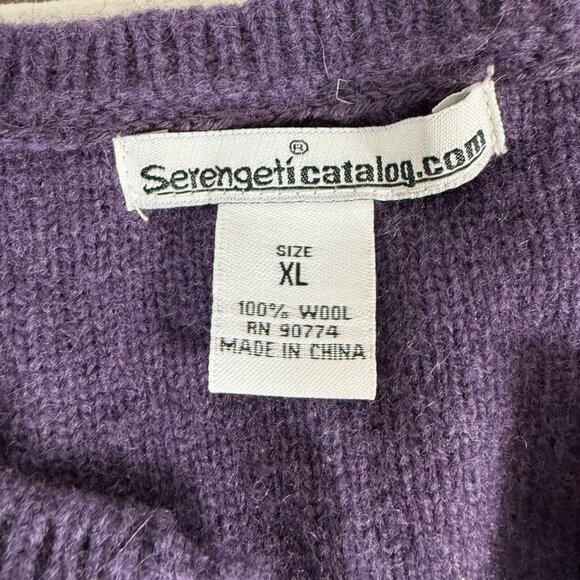 ®
Serengeticatalog.com
SIZE
XL
100% WOOL
RN 90774
MADE IN CHINA